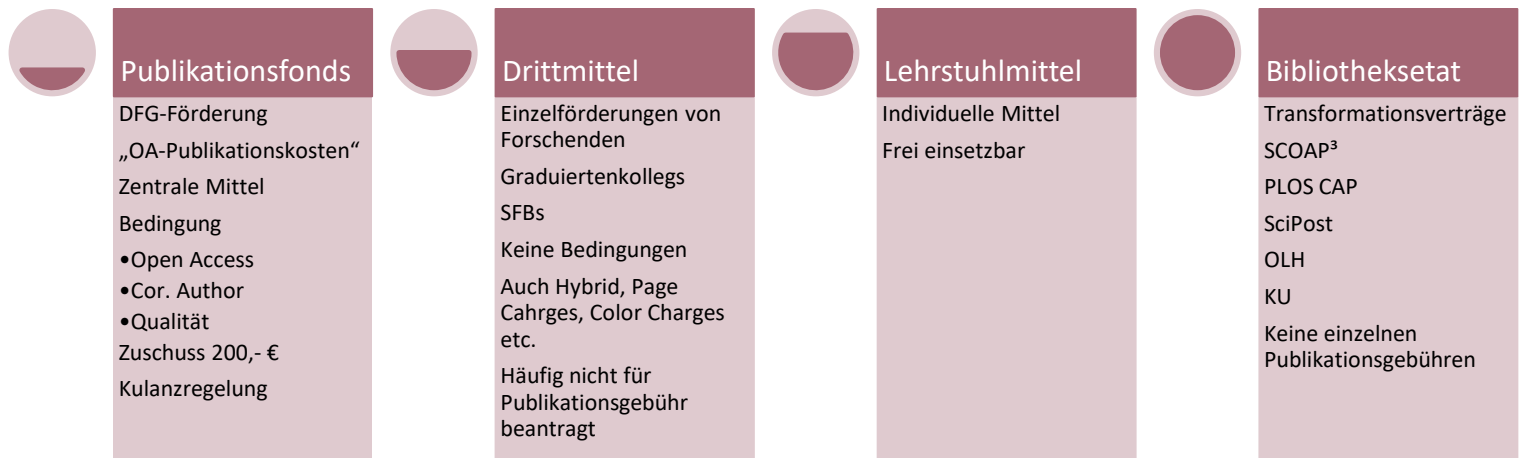 Publikationsfonds
DFG-Förderung
„OA-Publikationskosten“
Zentrale Mittel
Bedingung
•Open Access
•Cor. Author
•Qualität
Zuschuss 200,- €
Kulanzregelung
Drittmittel
Einzelförderungen von
Forschenden
Graduiertenkollegs
SFBs
Keine Bedingungen
Auch Hybrid, Page
Cahrges, Color Charges
etc.
Häufig nicht für
Publikationsgebühr
beantragt
Lehrstuhlmittel
Individuelle Mittel
Frei einsetzbar
Bibliotheksetat
Transformationsverträge
SCOAP³
PLOS CAP
SciPost
OLH
KU
Keine einzelnen
Publikationsgebühren